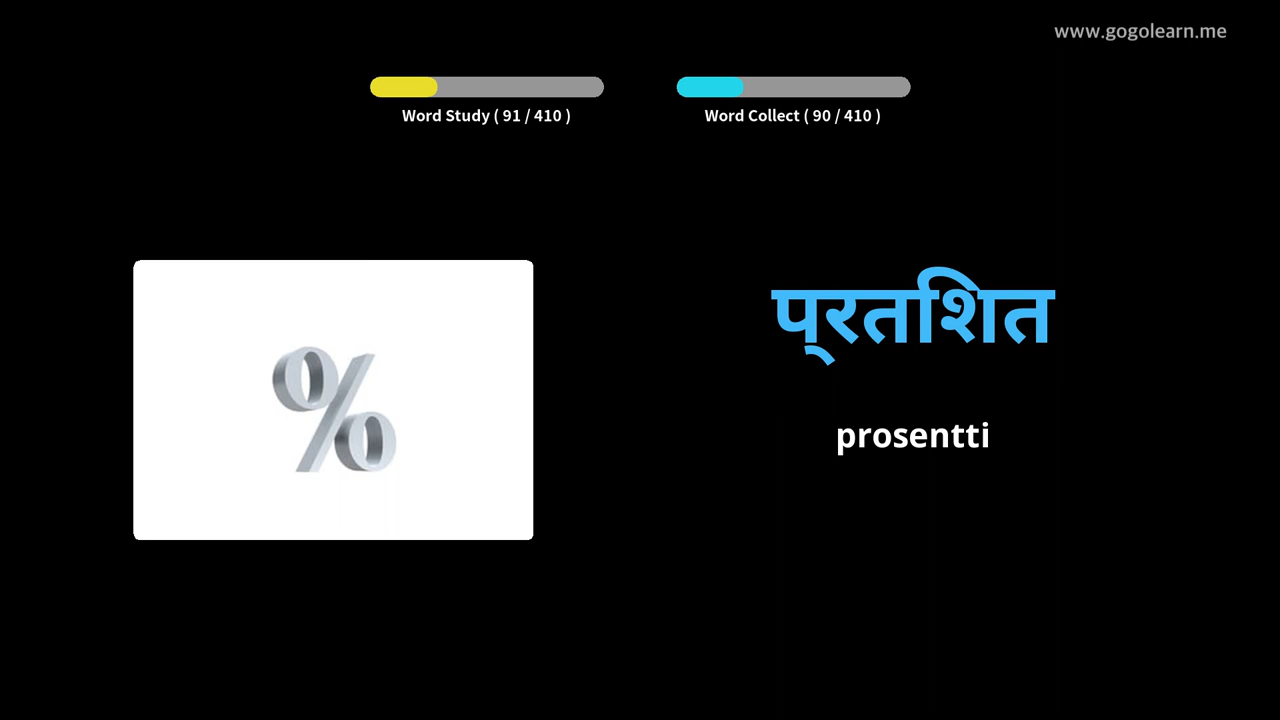 www.gogolearn.me
Word Study ( 91 / 410 )
Word Collect ( 90 / 410 )
%
प्रतिशत
prosentti